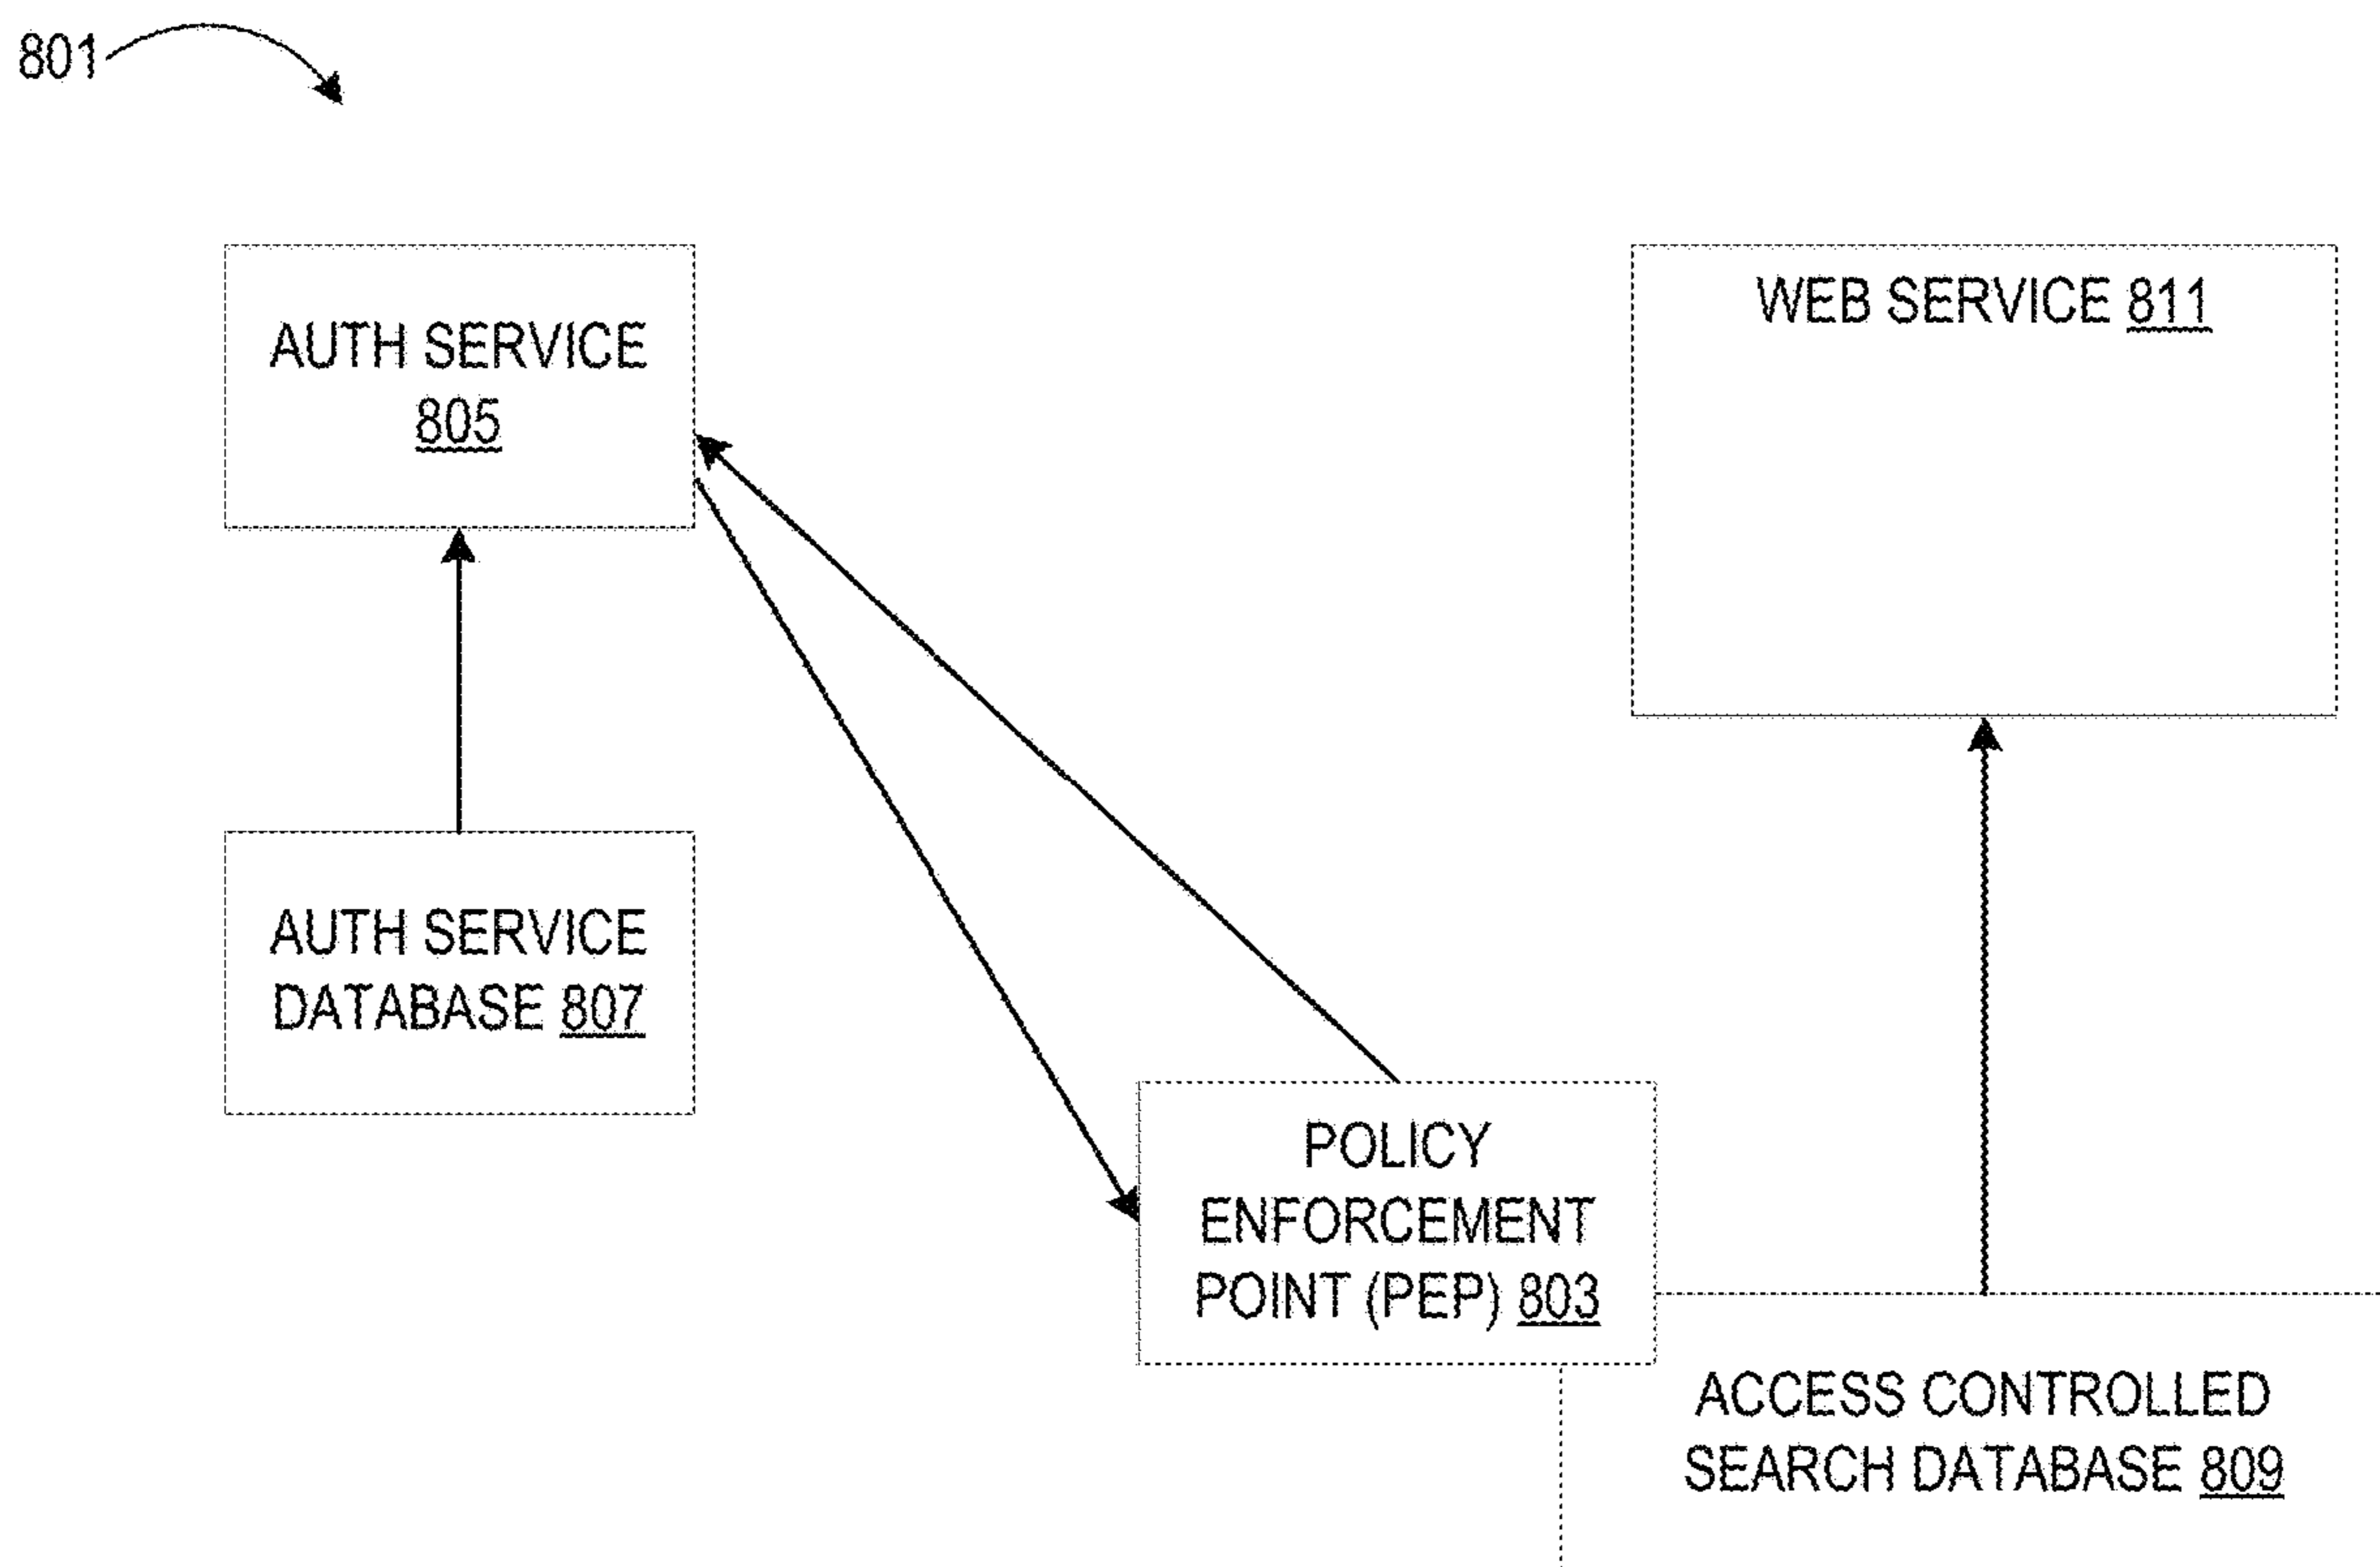 801
AUTH SERVICE
805
WEB SERVICE 811
AUTH SERVICE
DATABASE 807
POLICY
ENFORCEMENT
POINT (PEP) 803
ACCESS CONTROLLED
SEARCH DATABASE 809